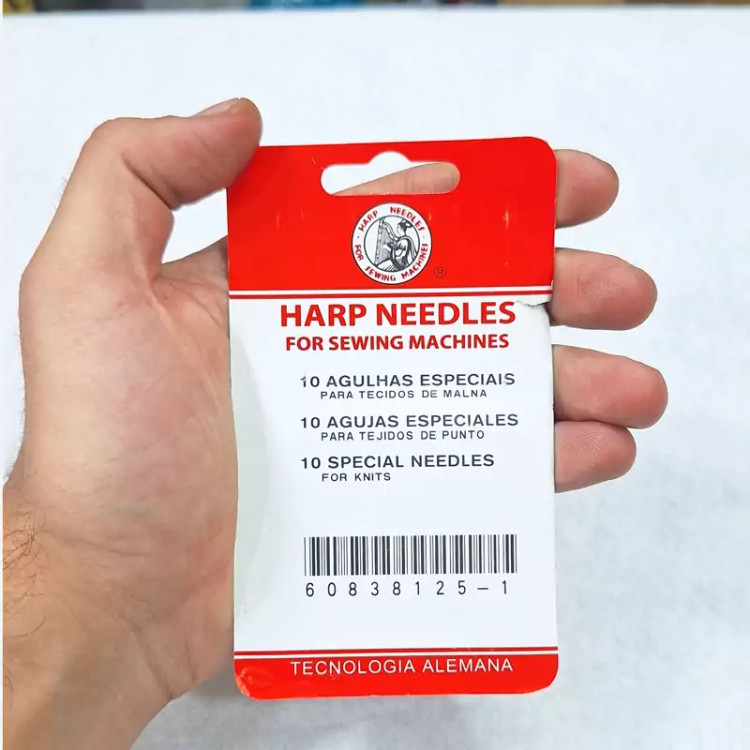 HARP NEEDLES
FOR SEWING MACHINES
®
HARP NEEDLES
FOR SEWING MACHINES
10 AGULHAS ESPECIAIS
PARA TECIDOS DE MALNA
10 AGUJAS ESPECIALES
PARA TEJIDOS DE PUNTO
10 SPECIAL NEEDLES
FOR KNITS
60838125-1
TECNOLOGIA ALEMANA